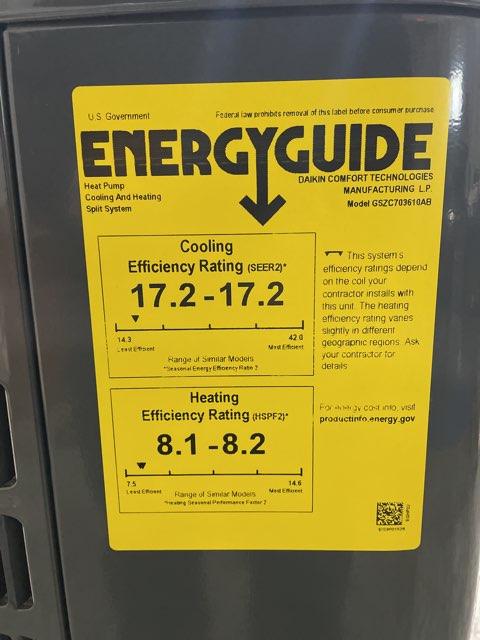 U.S. Government
Federal law prohibits removal of this label before consumer purchase.
ENERGYGUIDE
Heat Pump
Cooling And Heating
Split System
DAIKIN COMFORT TECHNOLOGIES
MANUFACTURING L.P.
Model GSZC703610AB
Cooling
Efficiency Rating (SEER2)*
17.2 - 17.2
14.3 42.0
Least Efficient Most Efficient
Range of Similar Models
*Seasonal Energy Efficiency Ratio 2
This system's
efficiency ratings depend
on the coil your
contractor installs with
this unit. The heating
efficiency rating varies
slightly in different
geographic regions. Ask
your contractor for
details
Heating
Efficiency Rating (HSPF2)*
8.1 - 8.2
7.5 14.6
Least Efficient Most Efficient
Range of Similar Models
*Heating Seasonal Performance Factor 2
For energy cost info, visit
productinfo.energy.gov